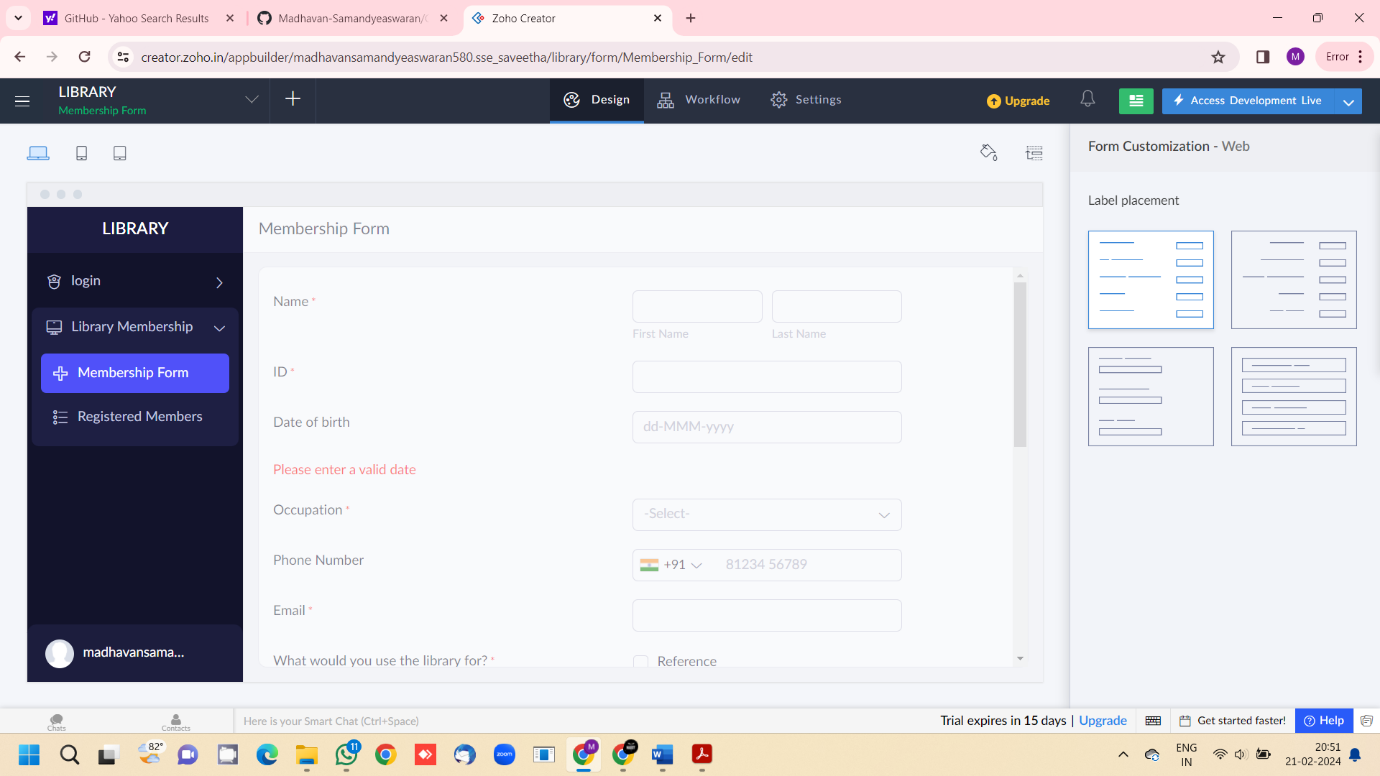 GitHub - Yahoo Search Results
Madhavan-Samandyeaswaran/
Zoho Creator
creator.zoho.in/appbuilder/madhavansamandyeaswaran580.sse_saveetha/library/form/Membership_Form/edit
M
Error
LIBRARY
Membership Form
Design
Workflow
Settings
Upgrade
Access Development Live
Form Customization - Web
Label placement
LIBRARY
Membership Form
login
Library Membership
Membership Form
Registered Members
madhavansama...
Name *
First Name
Last Name
ID *
Date of birth
dd-MMM-yyyy
Please enter a valid date
Occupation *
-Select-
Phone Number
+91
81234 56789
Email *
What would you use the library for? *
Reference
Chats
Contacts
Here is your Smart Chat (Ctrl+Space)
Trial expires in 15 days | Upgrade
Get started faster!
Help
82°
11
zoom
M
ENG
IN
20:51
21-02-2024